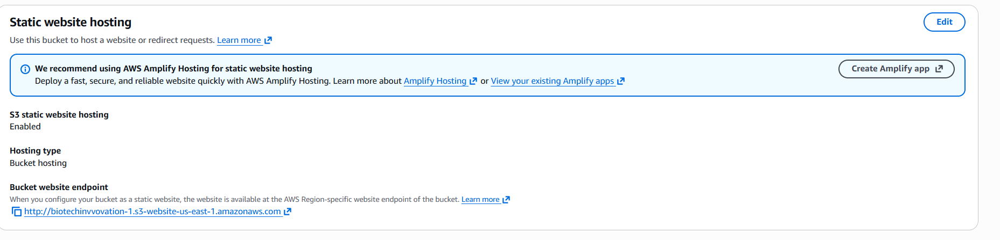 Static website hosting
Edit
Use this bucket to host a website or redirect requests. Learn more
We recommend using AWS Amplify Hosting for static website hosting
Create Amplify app
Deploy a fast, secure, and reliable website quickly with AWS Amplify Hosting. Learn more about Amplify Hosting or View your existing Amplify apps
S3 static website hosting
Enabled
Hosting type
Bucket hosting
Bucket website endpoint
When you configure your bucket as a static website, the website is available at the AWS Region-specific website endpoint of the bucket. Learn more
http://biotechinvvovation-1.s3-website-us-east-1.amazonaws.com